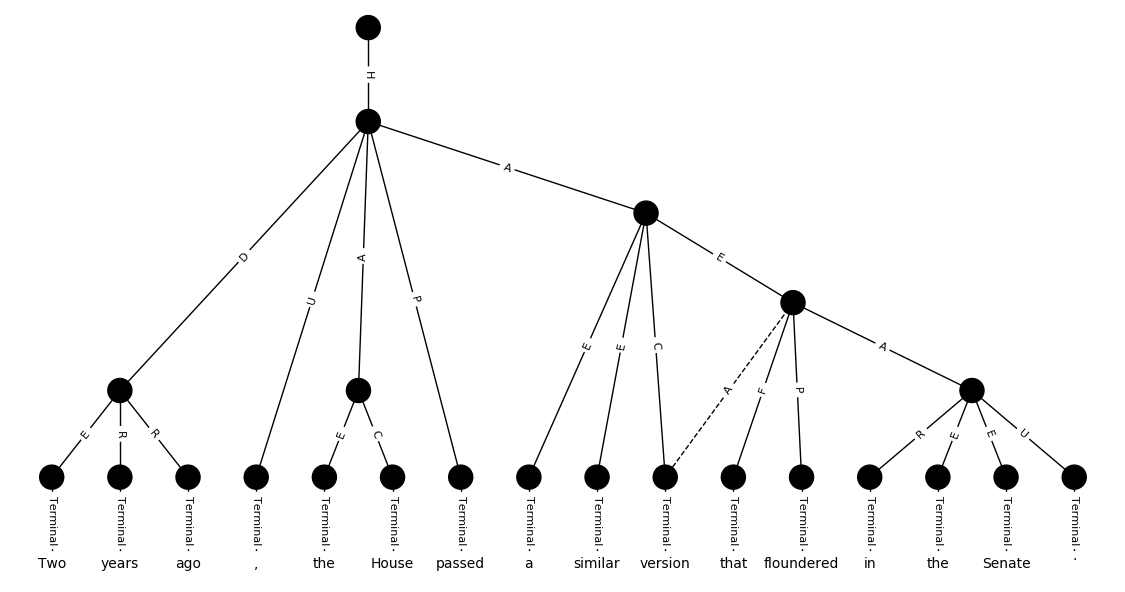 H
A
D
E
A
U
P
E
E
C
A
A
F
P
E
R
R
E
C
R
E
E
U
Terminal. Terminal. Terminal. Terminal. Terminal. Terminal. Terminal. Terminal. Terminal. Terminal. Terminal. Terminal. Terminal. Terminal. Terminal. Terminal.
Two years ago , the House passed a similar version that floundered in the Senate .